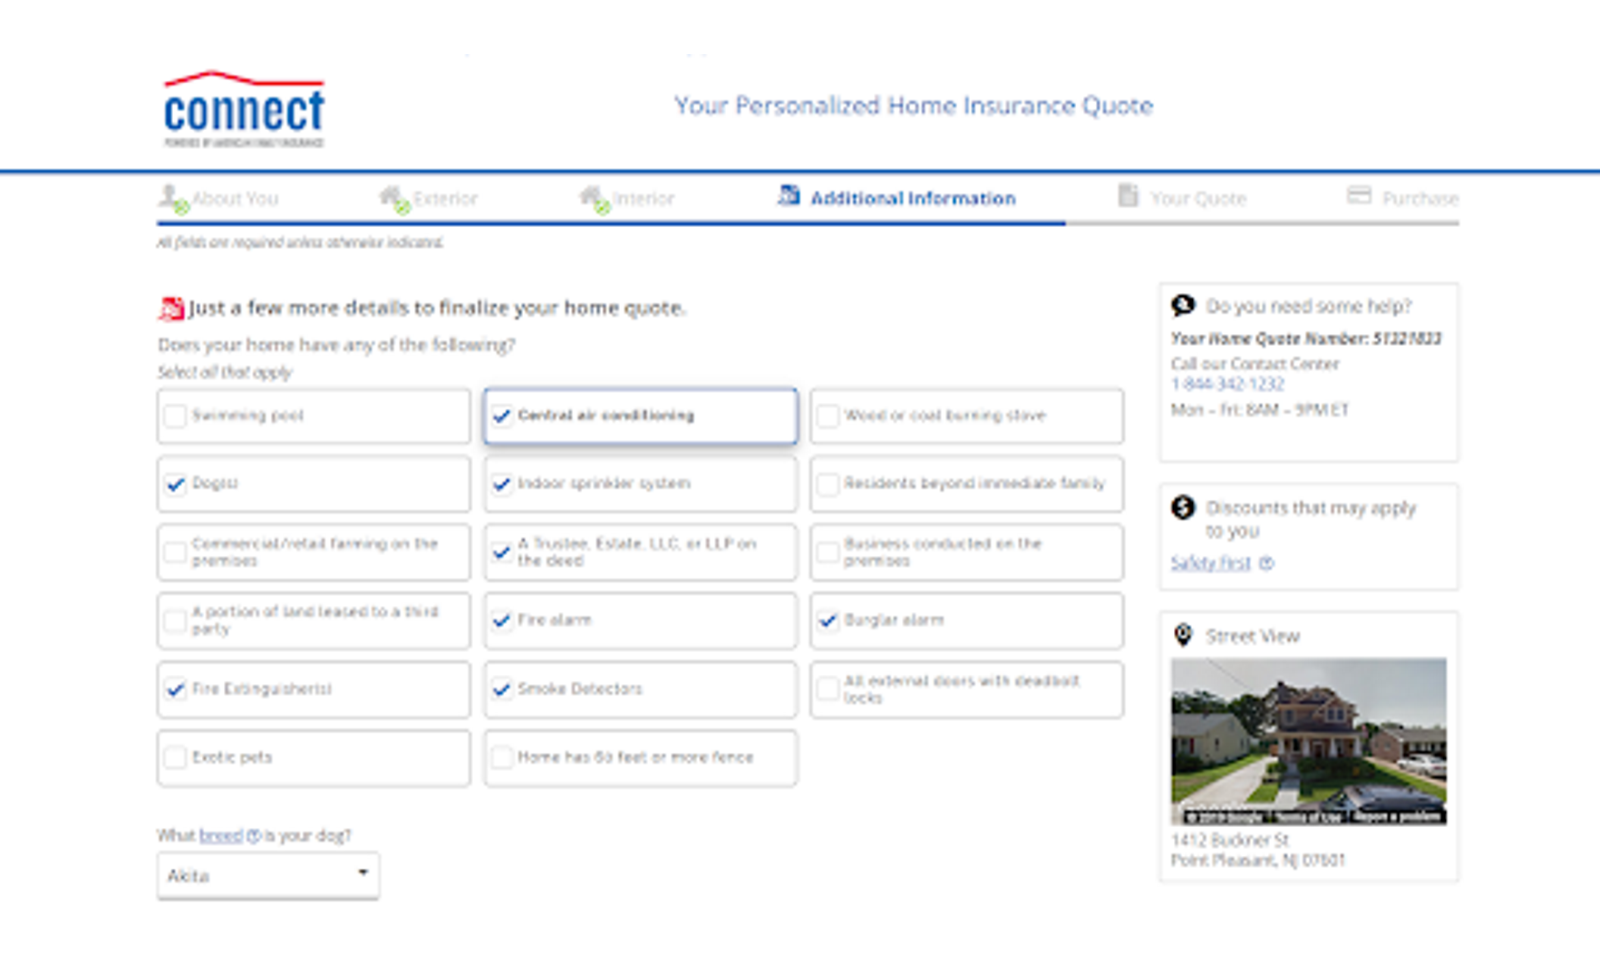 connect
POWERED BY AMERICAN FAMILY INSURANCE
Your Personalized Home Insurance Quote
About You
Exterior
Interior
Additional Information
Your Quote
Purchase
All fields are required unless otherwise indicated.
Just a few more details to finalize your home quote.
Does your home have any of the following?
Select all that apply
Swimming pool
Central air conditioning
Wood or coal burning stove
Dog(s)
Indoor sprinkler system
Residents beyond immediate family
Commercial/retail farming on the
premises
A Trustee, Estate, LLC, or LLP on
the deed
Business conducted on the
premises
A portion of land leased to a third
party
Fire alarm
Burglar alarm
Fire Extinguisher(s)
Smoke Detectors
All external doors with deadbolt
locks
Exotic pets
Home has feet or more fence
What breed is your dog?
Akita
Do you need some help?
Your Home Quote Number: 51321833
Call our Contact Center
1-844-342-1232
Mon – Fri: 8AM – 9PM ET
Discounts that may apply
to you
Safety First
Street View
Google
© 2019 Google Terms of Use Report a problem
1412 Buckner St
Point Pleasant, NJ 07601